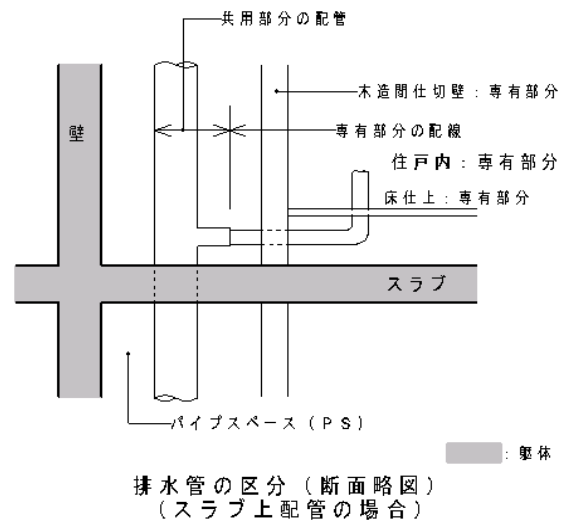 共用部分の配管
木造間仕切壁：専有部分
壁
専有部分の配線
住戸内：専有部分
床仕上：専有部分
スラブ
パイプスペース（ＰＳ）
：躯体
排水管の区分（断面略図）
（スラブ上配管の場合）